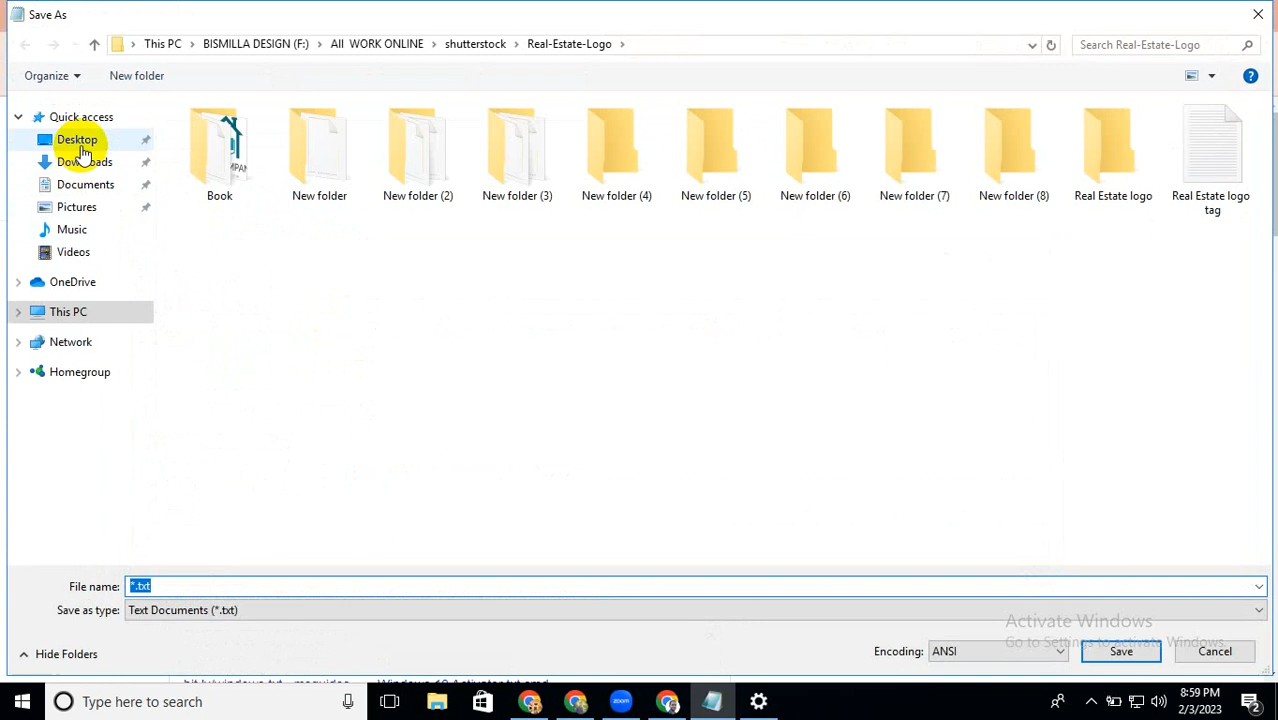 Save As
This PC > BISMILLA DESIGN (F:) > All WORK ONLINE > shutterstock > Real-Estate-Logo >
Search Real-Estate-Logo
Organize
New folder
Quick access
Desktop
Downloads
Documents
Pictures
Music
Videos
OneDrive
This PC
Network
Homegroup
Book
New folder
New folder (2)
New folder (3)
New folder (4)
New folder (5)
New folder (6)
New folder (7)
New folder (8)
Real Estate logo
Real Estate logo
tag
File name: *.txt
Save as type: Text Documents (*.txt)
Activate Windows
Go to Settings to activate Windows.
Hide Folders
Encoding: ANSI
Save
Cancel
Type here to search
8:59 PM
2/3/2023
2